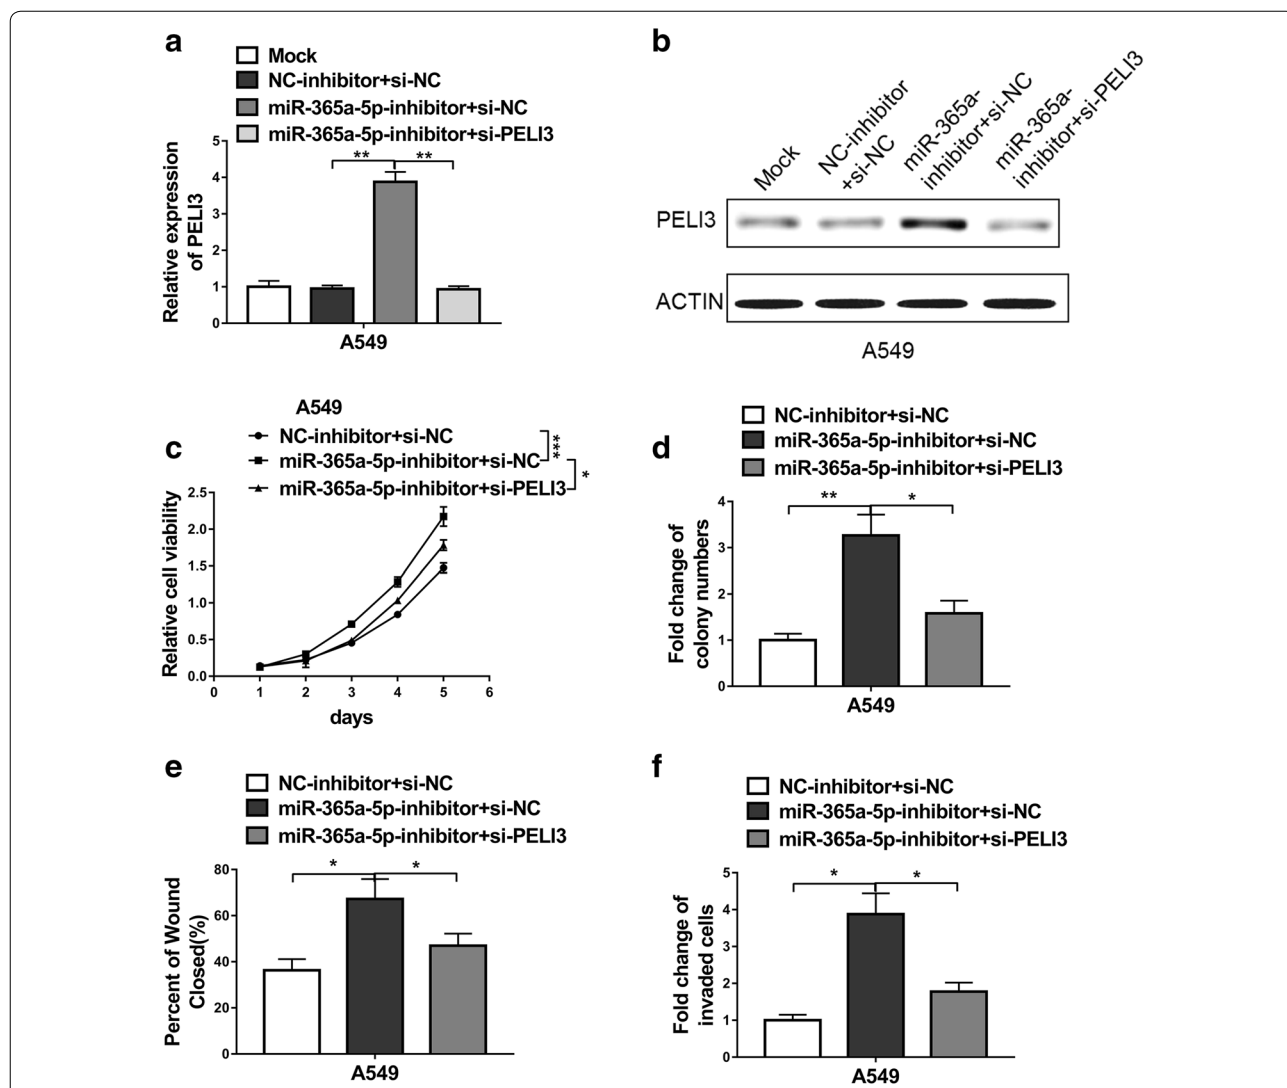 a
Mock
NC-inhibitor+si-NC
miR-365a-5p-inhibitor+si-NC
miR-365a-5p-inhibitor+si-PELI3
Relative expression
of PELI3
5
4
3
2
1
0
**
**
A549
b
Mock
NC-inhibitor
+si-NC
miR-365a-
inhibitor+si-NC
miR-365a-
inhibitor+si-PELI3
PELI3
ACTIN
A549
c
A549
NC-inhibitor+si-NC
miR-365a-5p-inhibitor+si-NC
miR-365a-5p-inhibitor+si-PELI3
***
*
Relative cell viability
2.5
2.0
1.5
1.0
0.5
0.0
0 1 2 3 4 5 6
days
d
NC-inhibitor+si-NC
miR-365a-5p-inhibitor+si-NC
miR-365a-5p-inhibitor+si-PELI3
Fold change of
colony numbers
4
3
2
1
0
**
*
A549
e
NC-inhibitor+si-NC
miR-365a-5p-inhibitor+si-NC
miR-365a-5p-inhibitor+si-PELI3
Percent of Wound
Closed(%)
80
60
40
20
0
*
*
A549
f
NC-inhibitor+si-NC
miR-365a-5p-inhibitor+si-NC
miR-365a-5p-inhibitor+si-PELI3
Fold change of
invaded cells
5
4
3
2
1
0
*
*
A549